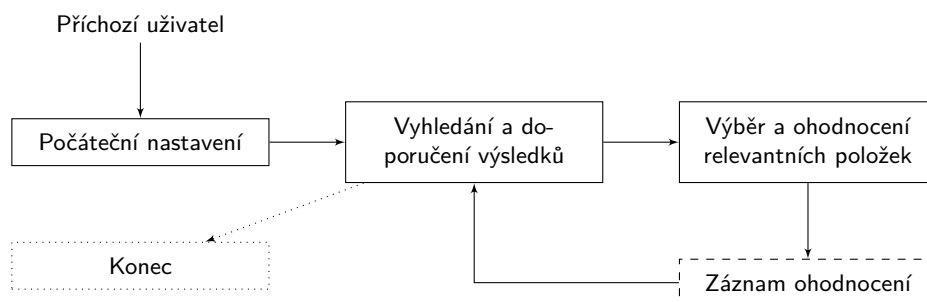 Příchozí uživatel
Počáteční nastavení
Vyhledání a do-
poručení výsledků
Výběr a ohodnocení
relevantních položek
Konec
Záznam ohodnocení